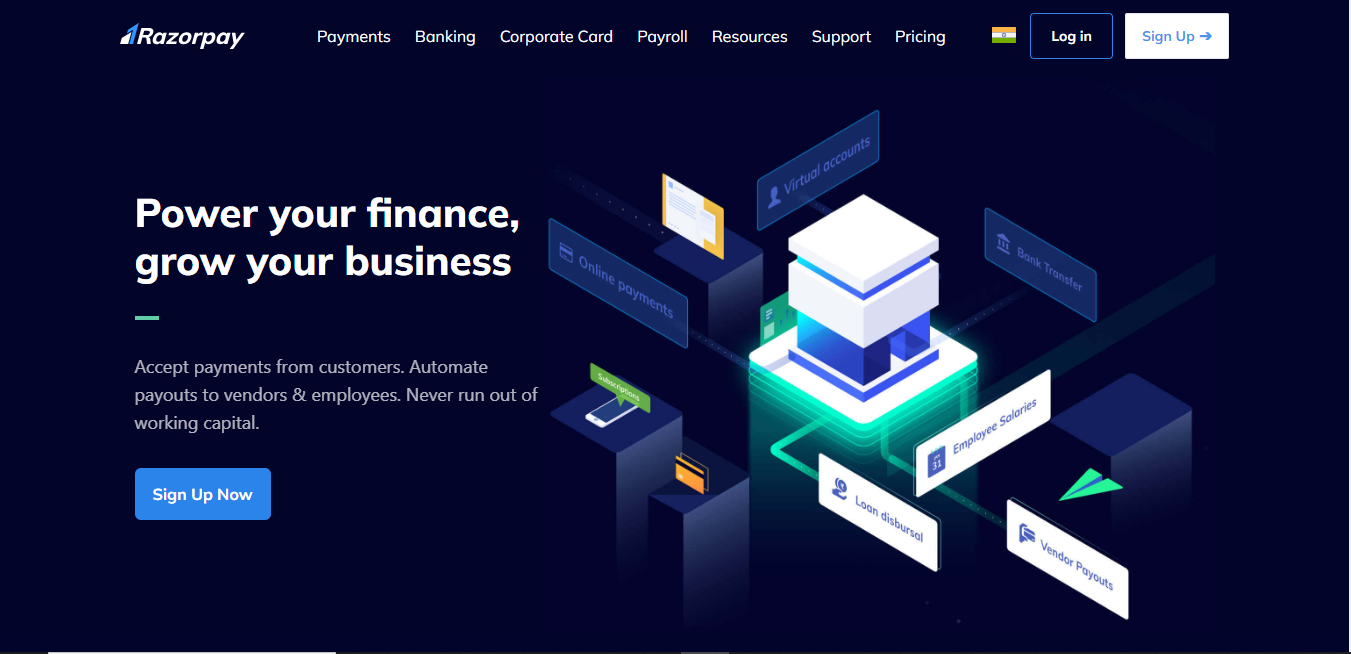 Razorpay
Payments
Banking
Corporate Card
Payroll
Resources
Support
Pricing
Log in
Sign Up ➔
Power your finance,
grow your business
Accept payments from customers. Automate
payouts to vendors & employees. Never run out of
working capital.
Sign Up Now
Virtual accounts
Online payments
Bank Transfer
Subscriptions
Employee Salaries
31
Loan disbursal
Vendor Payouts